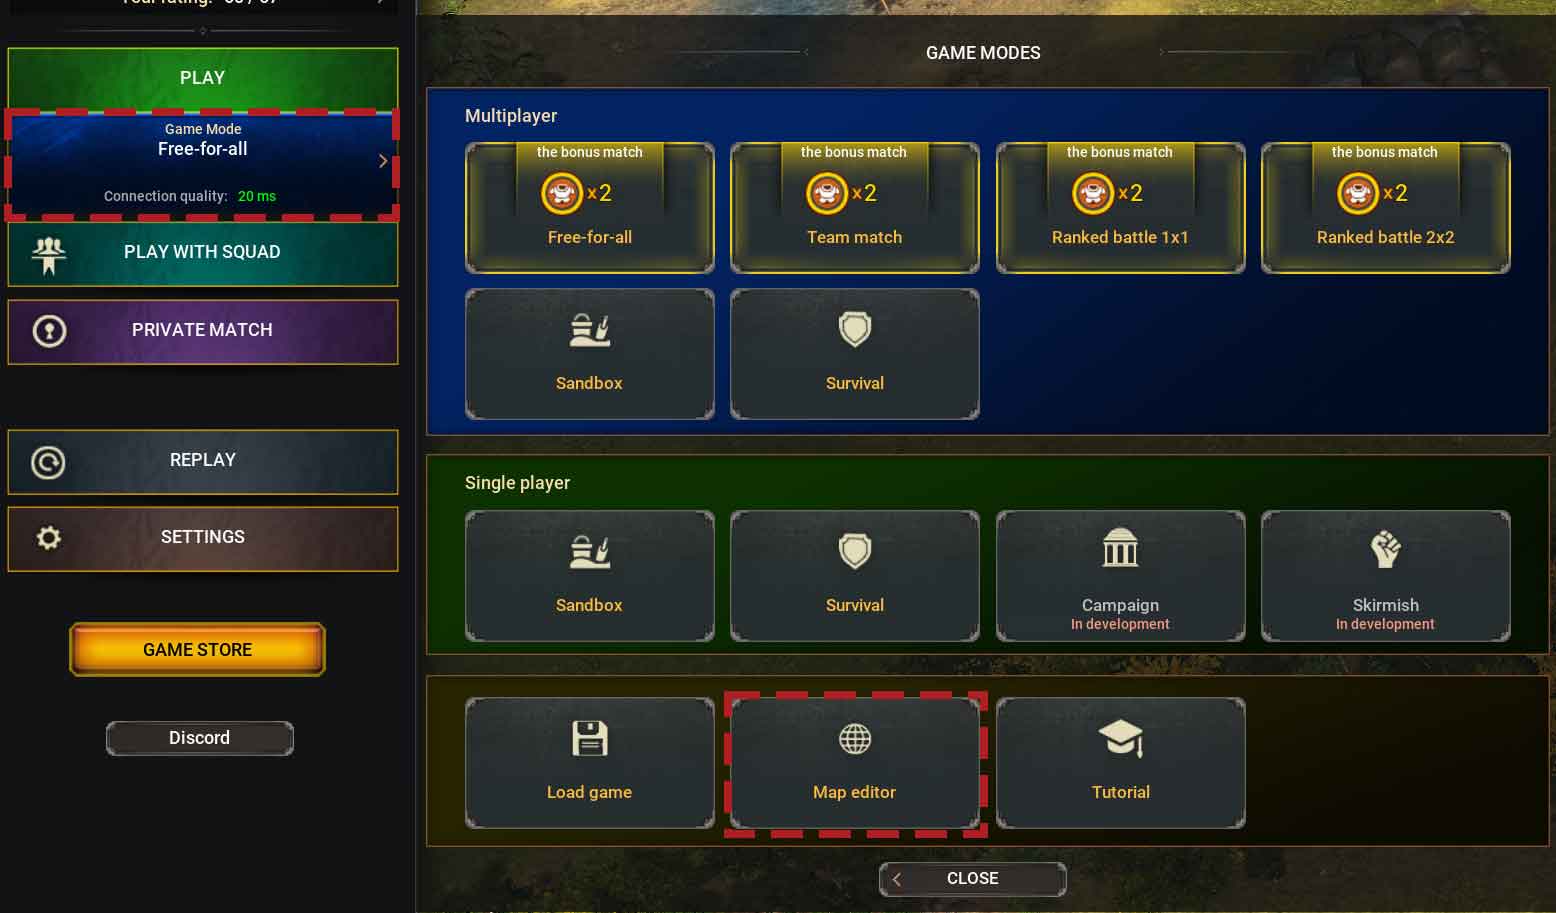 PLAY
Game Mode
Free-for-all
Connection quality: 20 ms
PLAY WITH SQUAD
PRIVATE MATCH
REPLAY
SETTINGS
GAME STORE
Discord
GAME MODES
Multiplayer
the bonus match
x2
Free-for-all
the bonus match
x2
Team match
the bonus match
x2
Ranked battle 1x1
the bonus match
x2
Ranked battle 2x2
Sandbox
Survival
Single player
Sandbox
Survival
Campaign
In development
Skirmish
In development
Load game
Map editor
Tutorial
CLOSE